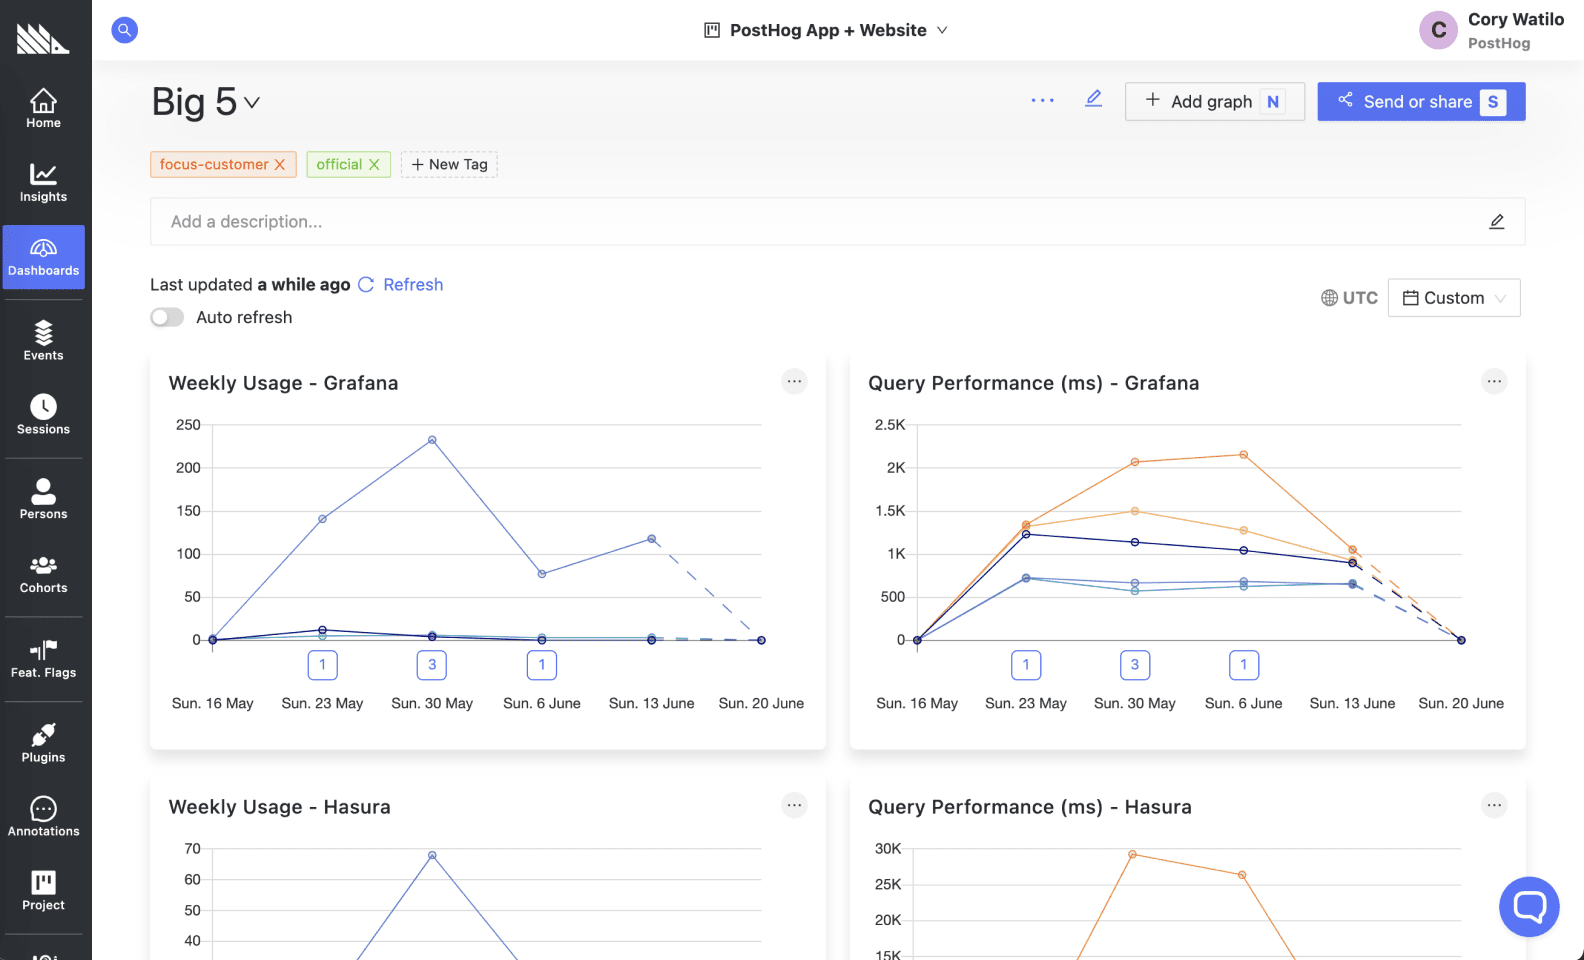 PostHog App + Website
Cory Watilo
PostHog
C
Home
Insights
Dashboards
Events
Sessions
Persons
Cohorts
Feat. Flags
Plugins
Annotations
Project
Big 5
Add graph N
Send or share S
focus-customer
official
+ New Tag
Add a description...
Last updated a while ago Refresh
Auto refresh
UTC
Custom
Weekly Usage - Grafana
250
200
150
100
50
0
1 3 1
Sun. 16 May Sun. 23 May Sun. 30 May Sun. 6 June Sun. 13 June Sun. 20 June
Query Performance (ms) - Grafana
2.5K
2K
1.5K
1K
500
0
1 3 1
Sun. 16 May Sun. 23 May Sun. 30 May Sun. 6 June Sun. 13 June Sun. 20 June
Weekly Usage - Hasura
70
60
50
40
Query Performance (ms) - Hasura
30K
25K
20K
15K